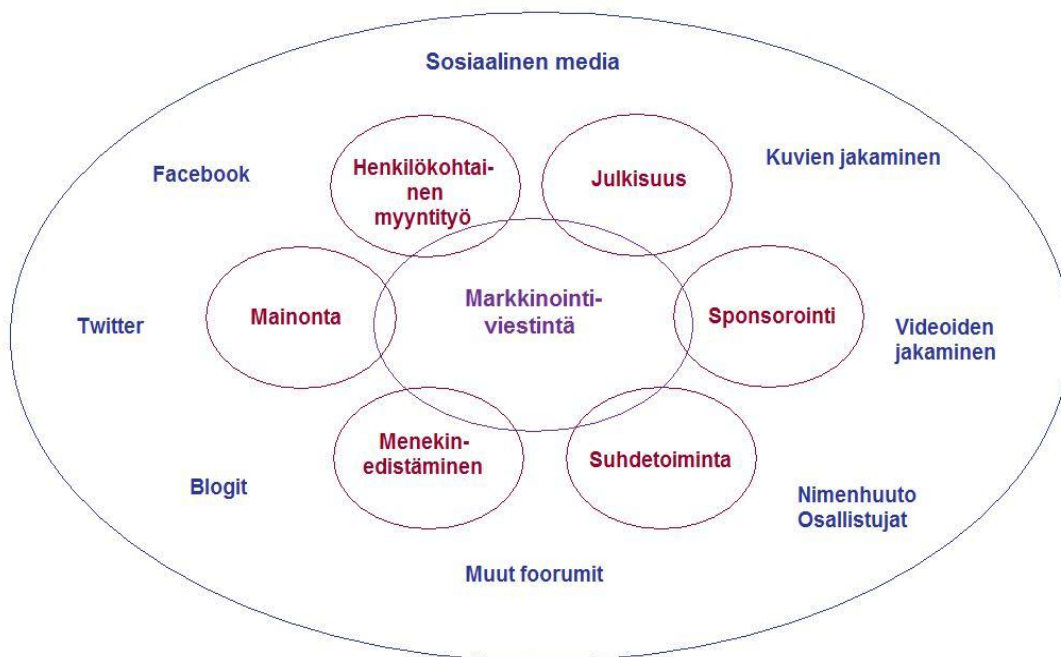 Sosiaalinen media
Kuvien jakaminen
Facebook
Henkilökohtai-
nen
myyntityö
Julkisuus
Markkinointi-
viestintä
Mainonta
Sponsorointi
Twitter
Videoiden
jakaminen
Menekin-
edistäminen
Suhdetoiminta
Blogit
Nimenhuuto
Osallistujat
Muut foorumit